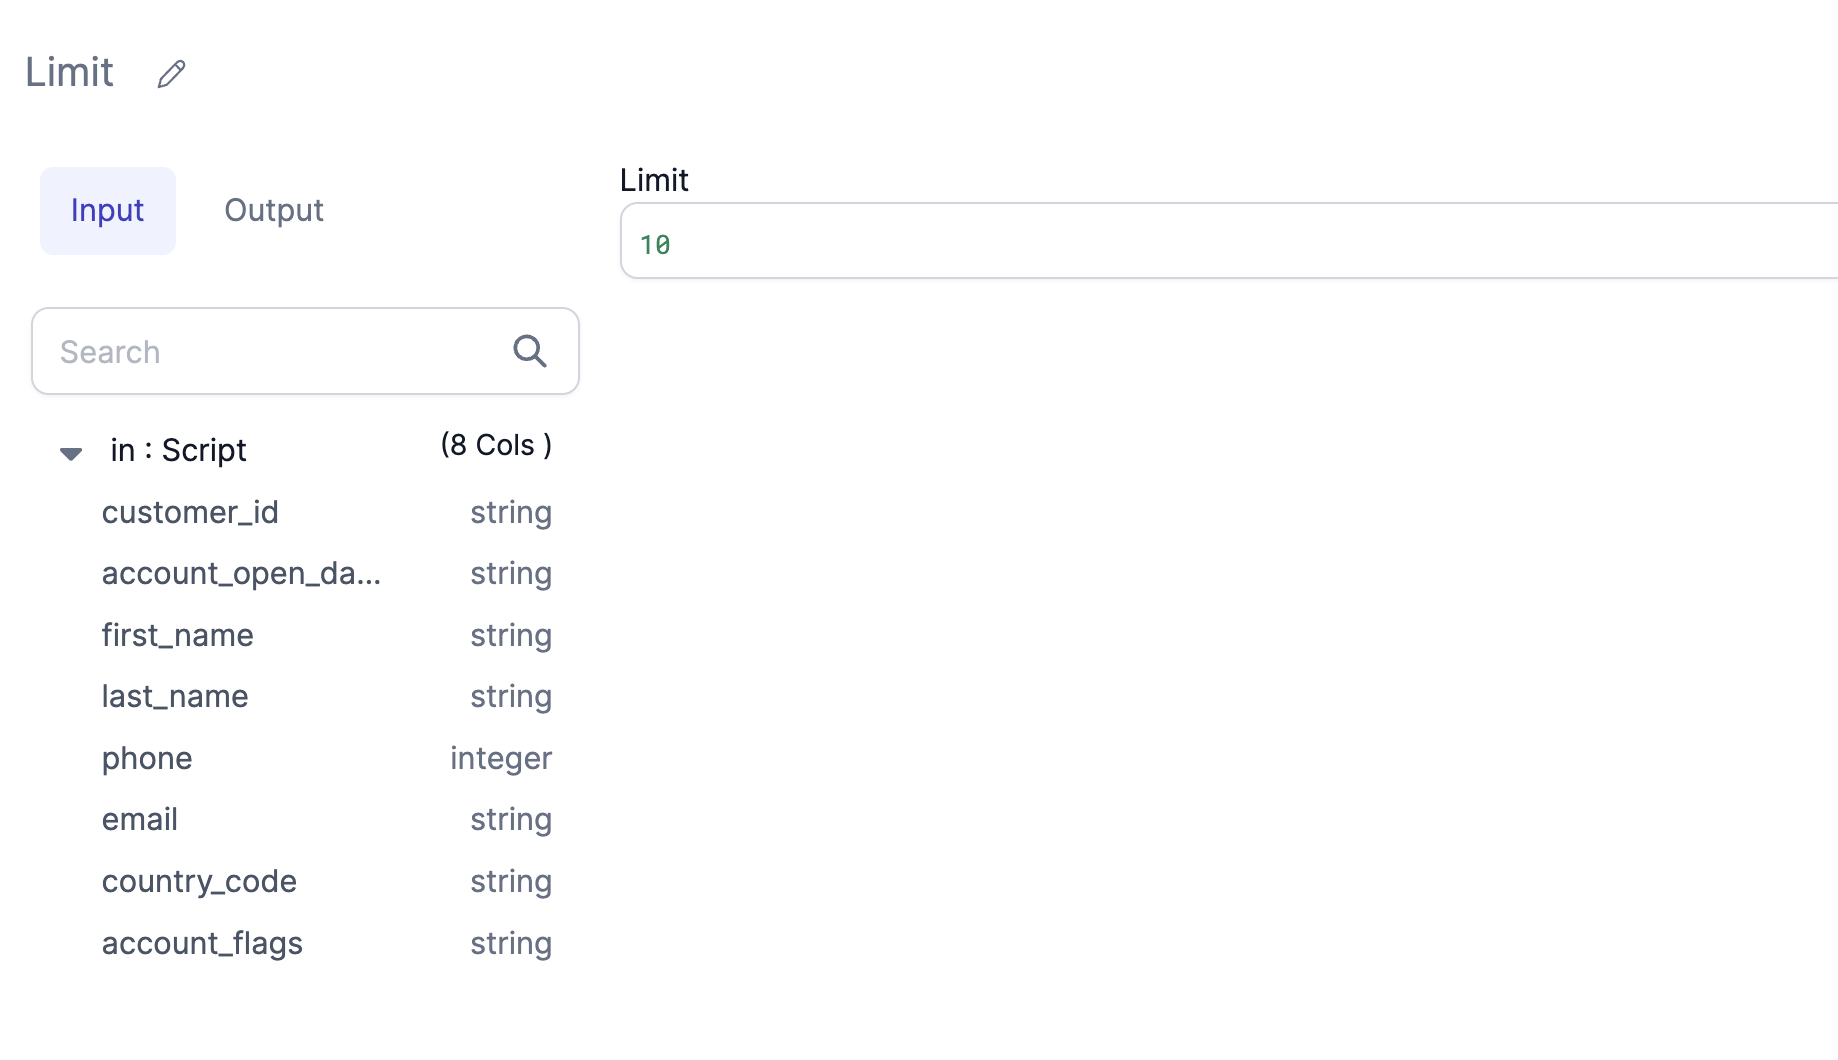 Limit
Input Output
Limit
10
Search
in : Script (8 Cols )
customer_id string
account_open_da... string
first_name string
last_name string
phone integer
email string
country_code string
account_flags string